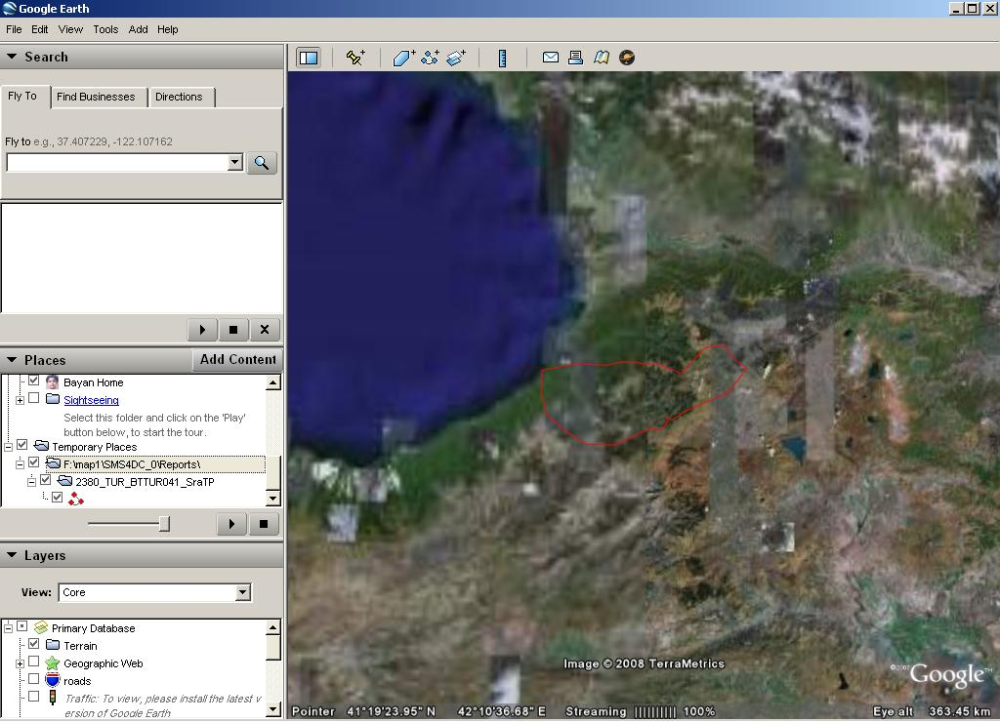 Google Earth
File Edit View Tools Add Help
Search
Fly To Find Businesses Directions
Fly to e.g., 37.407229, -122.107162
Places Add Content
Bayan Home
Sightseeing
Select this folder and click on the 'Play'
button below, to start the tour.
Temporary Places
F:\map1\SMS4DC_0\Reports\
2380_TUR_BTTUR041_SraTP
Layers
View: Core
Primary Database
Terrain
Geographic Web
roads
Traffic: To view, please install the latest v
ersion of Google Earth
Image © 2008 TerraMetrics
©2007 Google™
Pointer 41°19'23.95" N 42°10'36.68" E Streaming |||||||||| 100% Eye alt 363.45 km